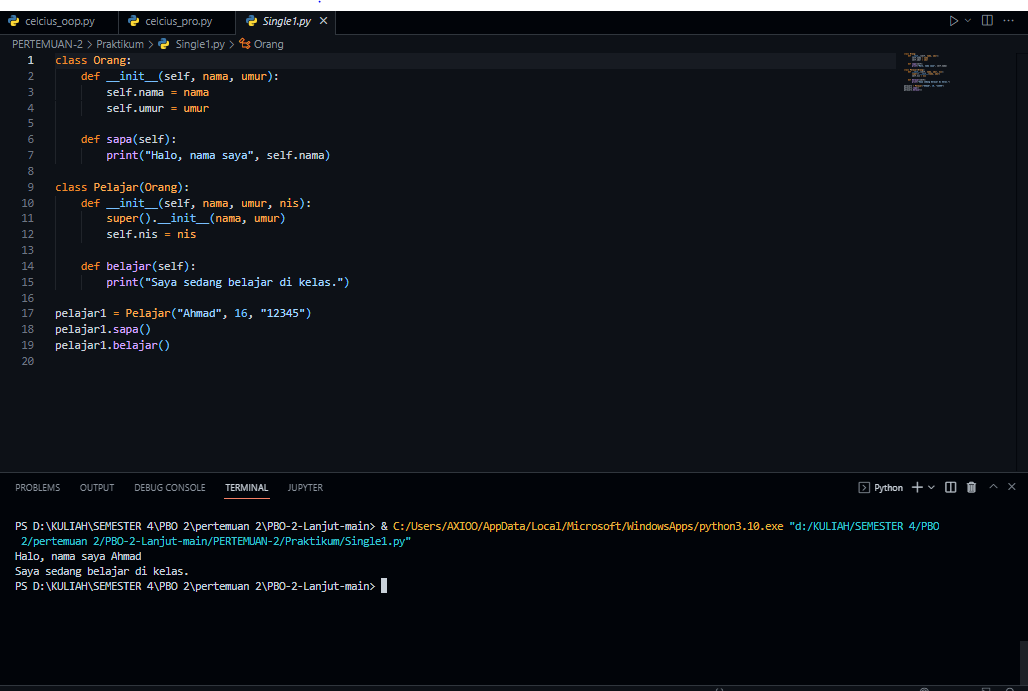 celcius_oop.py celcius_pro.py Single1.py
PERTEMUAN-2 > Praktikum > Single1.py > Orang
1 class Orang:
2     def __init__(self, nama, umur):
3         self.nama = nama
4         self.umur = umur
5
6     def sapa(self):
7         print("Halo, nama saya", self.nama)
8
9 class Pelajar(Orang):
10     def __init__(self, nama, umur, nis):
11         super().__init__(nama, umur)
12         self.nis = nis
13
14     def belajar(self):
15         print("Saya sedang belajar di kelas.")
16
17 pelajar1 = Pelajar("Ahmad", 16, "12345")
18 pelajar1.sapa()
19 pelajar1.belajar()
20
PROBLEMS OUTPUT DEBUG CONSOLE TERMINAL JUPYTER Python
PS D:\KULIAH\SEMESTER 4\PBO 2\pertemuan 2\PBO-2-Lanjut-main> & C:/Users/AXIOO/AppData/Local/Microsoft/WindowsApps/python3.10.exe "d:/KULIAH/SEMESTER 4/PBO
2/pertemuan 2/PBO-2-Lanjut-main/PERTEMUAN-2/Praktikum/Single1.py"
Halo, nama saya Ahmad
Saya sedang belajar di kelas.
PS D:\KULIAH\SEMESTER 4\PBO 2\pertemuan 2\PBO-2-Lanjut-main>